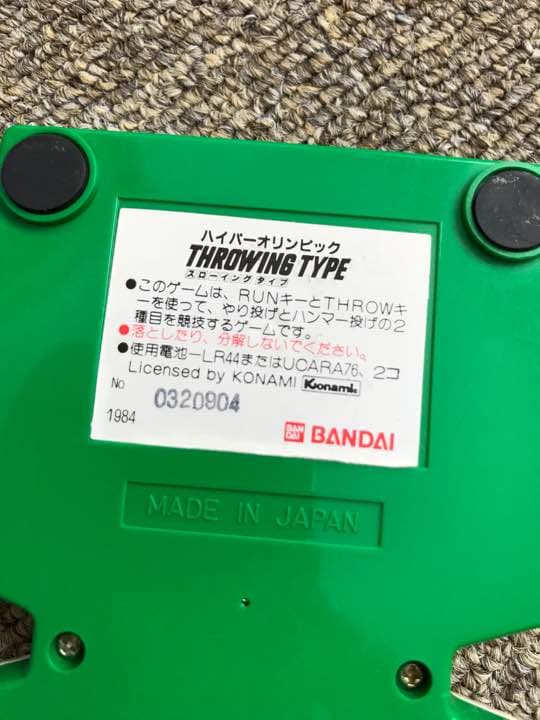 ハイパーオリンピック
THROWING TYPE
スローイングタイプ
●このゲームは、RUNキーとTHROWキ
ーを使って、やり投げとハンマー投げの2
種目を競技するゲームです。
●落としたり、分解しないでください。
●使用電池—LR44またはUCARA76、2コ
Licensed by KONAMI Konami
No 0320904
1984 BAN DAI BANDAI
MADE IN JAPAN